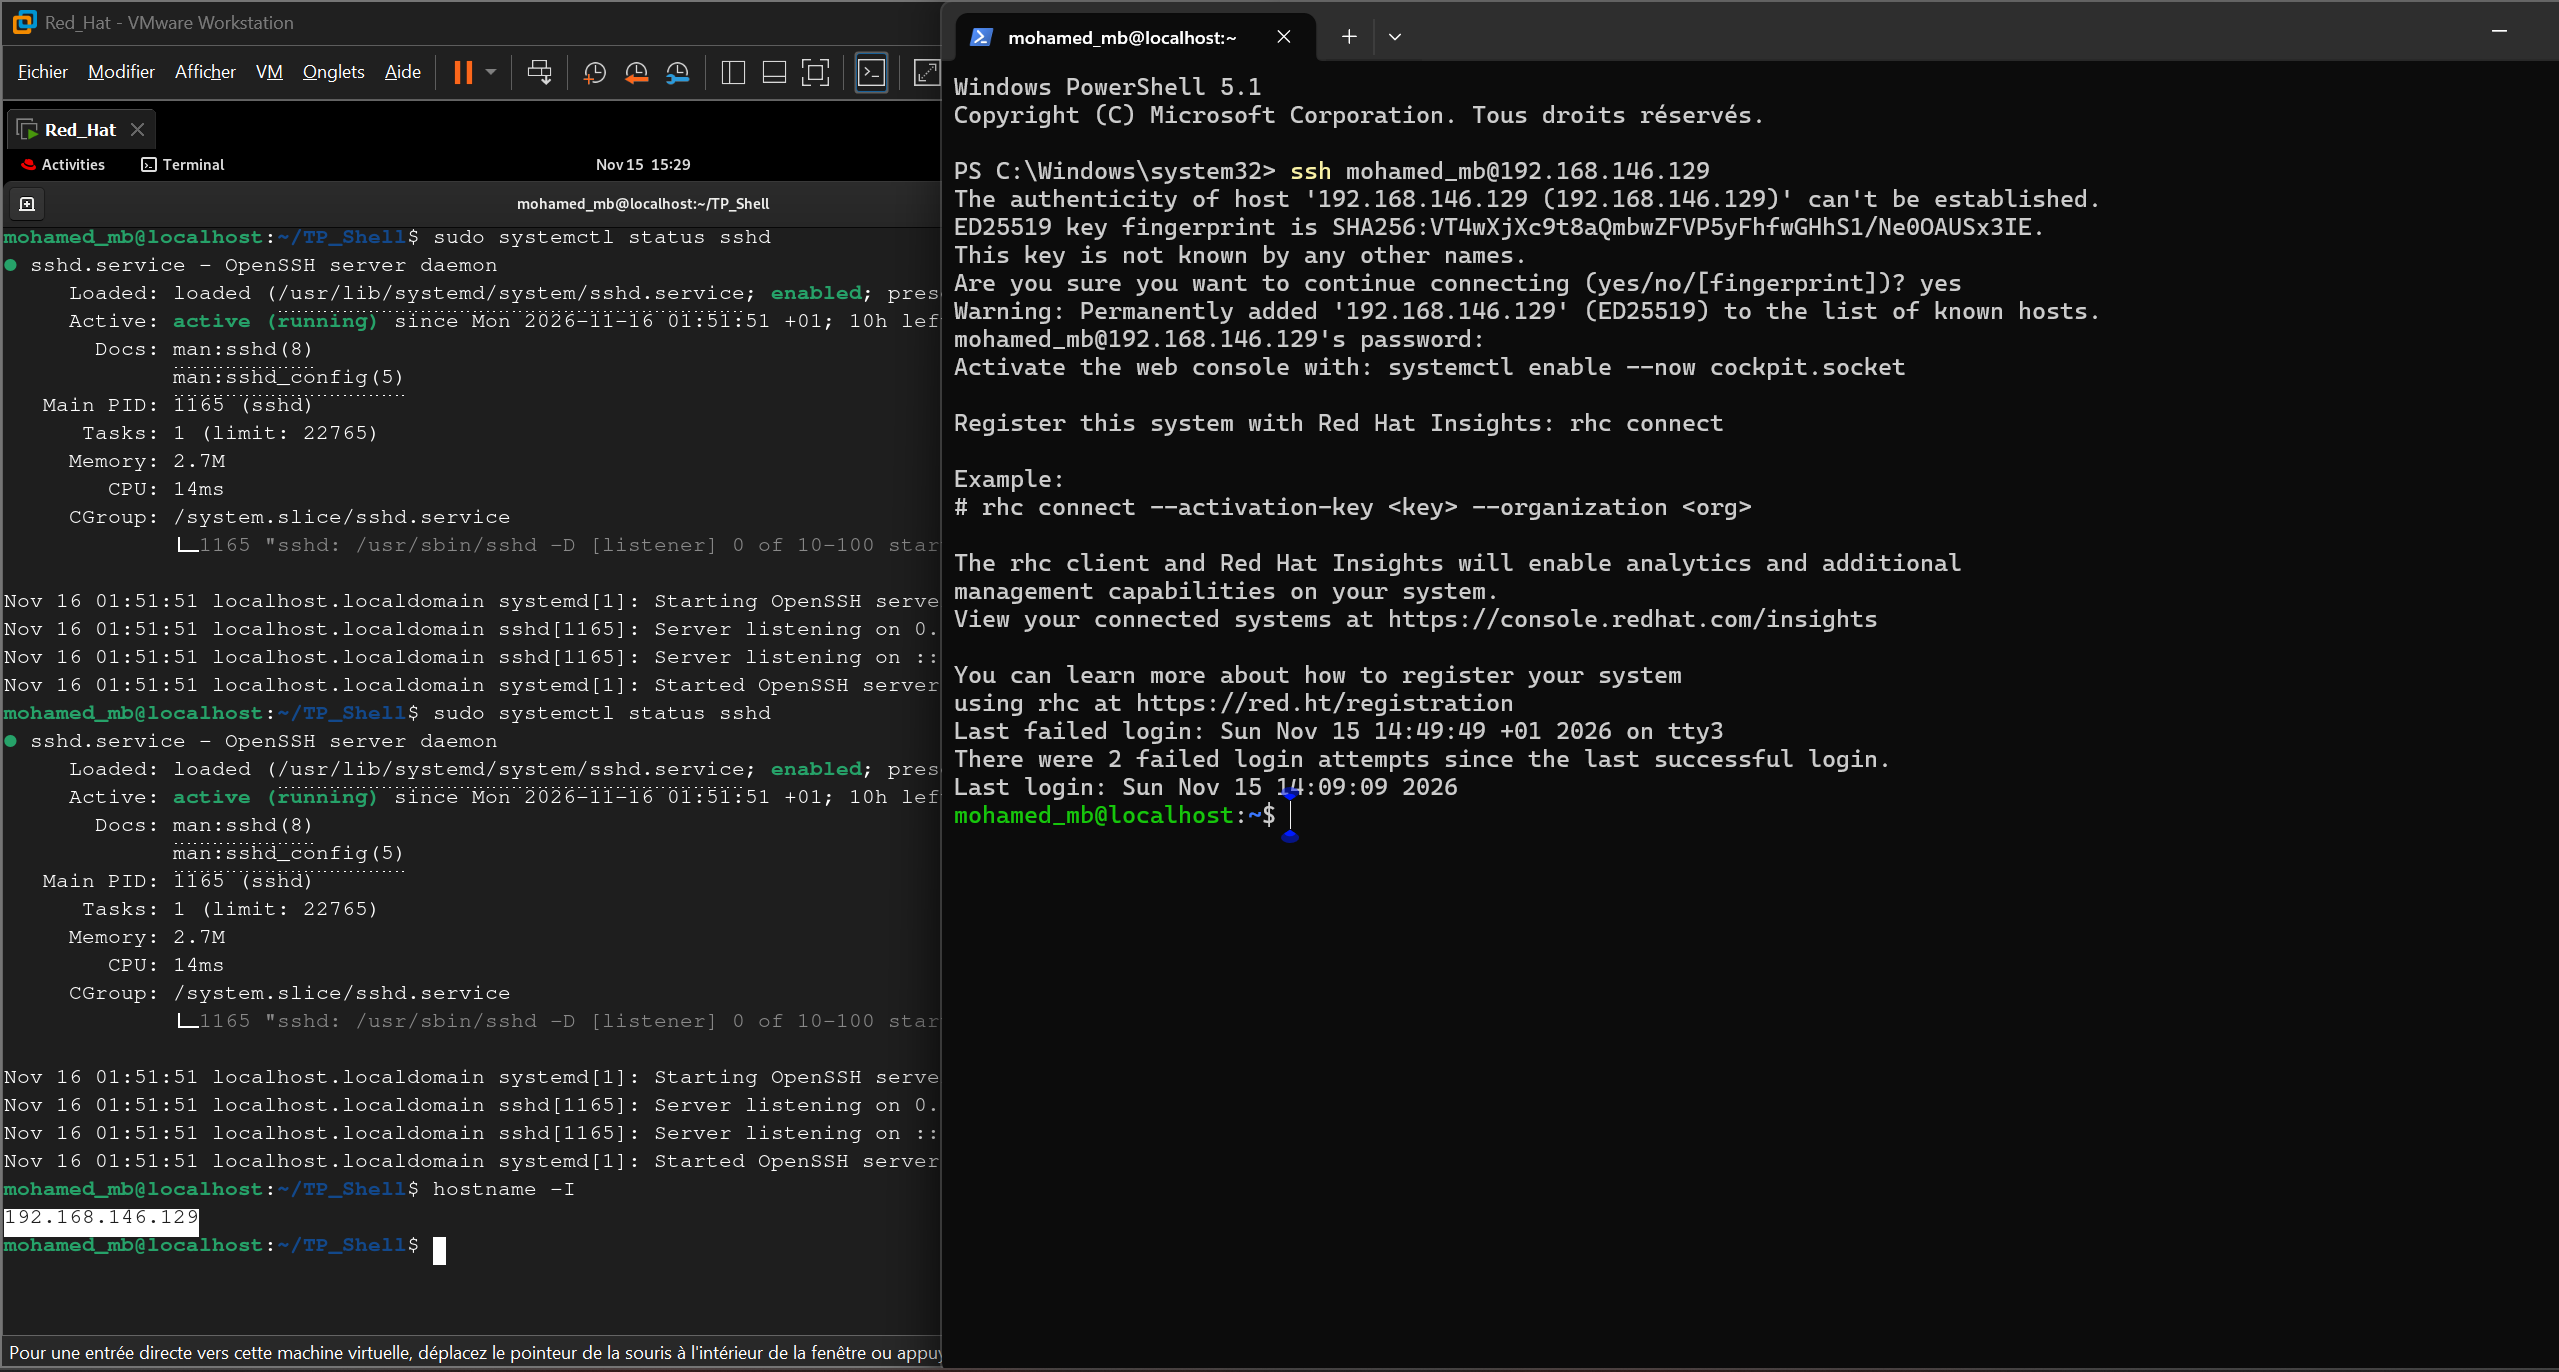 Red_Hat - VMware Workstation
Fichier Modifier Afficher VM Onglets Aide
Red_Hat
Activities Terminal Nov 15 15:29
mohamed_mb@localhost:~/TP_Shell
mohamed_mb@localhost:~/TP_Shell$ sudo systemctl status sshd
● sshd.service - OpenSSH server daemon
Loaded: loaded (/usr/lib/systemd/system/sshd.service; enabled; prese
Active: active (running) since Mon 2026-11-16 01:51:51 +01; 10h lef
Docs: man:sshd(8)
man:sshd_config(5)
Main PID: 1165 (sshd)
Tasks: 1 (limit: 22765)
Memory: 2.7M
CPU: 14ms
CGroup: /system.slice/sshd.service
└─1165 "sshd: /usr/sbin/sshd -D [listener] 0 of 10-100 star
Nov 16 01:51:51 localhost.localdomain systemd[1]: Starting OpenSSH serve
Nov 16 01:51:51 localhost.localdomain sshd[1165]: Server listening on 0.
Nov 16 01:51:51 localhost.localdomain sshd[1165]: Server listening on ::
Nov 16 01:51:51 localhost.localdomain systemd[1]: Started OpenSSH server
mohamed_mb@localhost:~/TP_Shell$ sudo systemctl status sshd
● sshd.service - OpenSSH server daemon
Loaded: loaded (/usr/lib/systemd/system/sshd.service; enabled; prese
Active: active (running) since Mon 2026-11-16 01:51:51 +01; 10h lef
Docs: man:sshd(8)
man:sshd_config(5)
Main PID: 1165 (sshd)
Tasks: 1 (limit: 22765)
Memory: 2.7M
CPU: 14ms
CGroup: /system.slice/sshd.service
└─1165 "sshd: /usr/sbin/sshd -D [listener] 0 of 10-100 star
Nov 16 01:51:51 localhost.localdomain systemd[1]: Starting OpenSSH serve
Nov 16 01:51:51 localhost.localdomain sshd[1165]: Server listening on 0.
Nov 16 01:51:51 localhost.localdomain sshd[1165]: Server listening on ::
Nov 16 01:51:51 localhost.localdomain systemd[1]: Started OpenSSH server
mohamed_mb@localhost:~/TP_Shell$ hostname -I
192.168.146.129
mohamed_mb@localhost:~/TP_Shell$
Pour une entrée directe vers cette machine virtuelle, déplacez le pointeur de la souris à l'intérieur de la fenêtre ou appuy
mohamed_mb@localhost:~
Windows PowerShell 5.1
Copyright (C) Microsoft Corporation. Tous droits réservés.
PS C:\Windows\system32> ssh mohamed_mb@192.168.146.129
The authenticity of host '192.168.146.129 (192.168.146.129)' can't be established.
ED25519 key fingerprint is SHA256:VT4wXjXc9t8aQmbwZFVP5yFhfwGHhS1/Ne0OAUSx3IE.
This key is not known by any other names.
Are you sure you want to continue connecting (yes/no/[fingerprint])? yes
Warning: Permanently added '192.168.146.129' (ED25519) to the list of known hosts.
mohamed_mb@192.168.146.129's password:
Activate the web console with: systemctl enable --now cockpit.socket
Register this system with Red Hat Insights: rhc connect
Example:
# rhc connect --activation-key <key> --organization <org>
The rhc client and Red Hat Insights will enable analytics and additional
management capabilities on your system.
View your connected systems at https://console.redhat.com/insights
You can learn more about how to register your system
using rhc at https://red.ht/registration
Last failed login: Sun Nov 15 14:49:49 +01 2026 on tty3
There were 2 failed login attempts since the last successful login.
Last login: Sun Nov 15 14:09:09 2026
mohamed_mb@localhost:~$